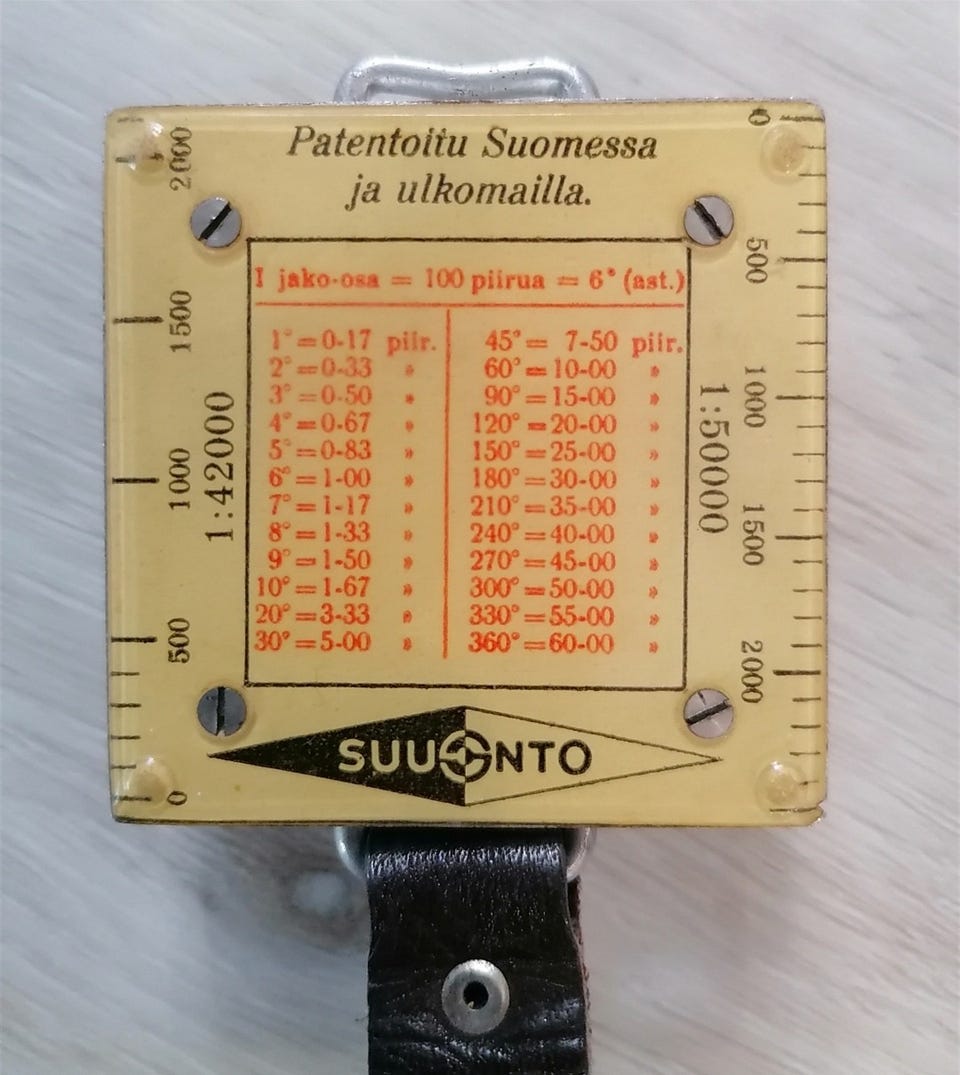 Patentoitu Suomessa
ja ulkomailla.
1 jako-osa = 100 piirua = 6° (ast.)
1° = 0-17 piir.
2° = 0-33 »
3° = 0-50 »
4° = 0-67 »
5° = 0-83 »
6° = 1-00 »
7° = 1-17 »
8° = 1-33 »
9° = 1-50 »
10° = 1-67 »
20° = 3-33 »
30° = 5-00 »
45° = 7-50 piir.
60° = 10-00 »
90° = 15-00 »
120° = 20-00 »
150° = 25-00 »
180° = 30-00 »
210° = 35-00 »
240° = 40-00 »
270° = 45-00 »
300° = 50-00 »
330° = 55-00 »
360° = 60-00 »
2000
1500
1000
500
0
1:42000
0
500
1000
1500
2000
1:50000
SUUNTO